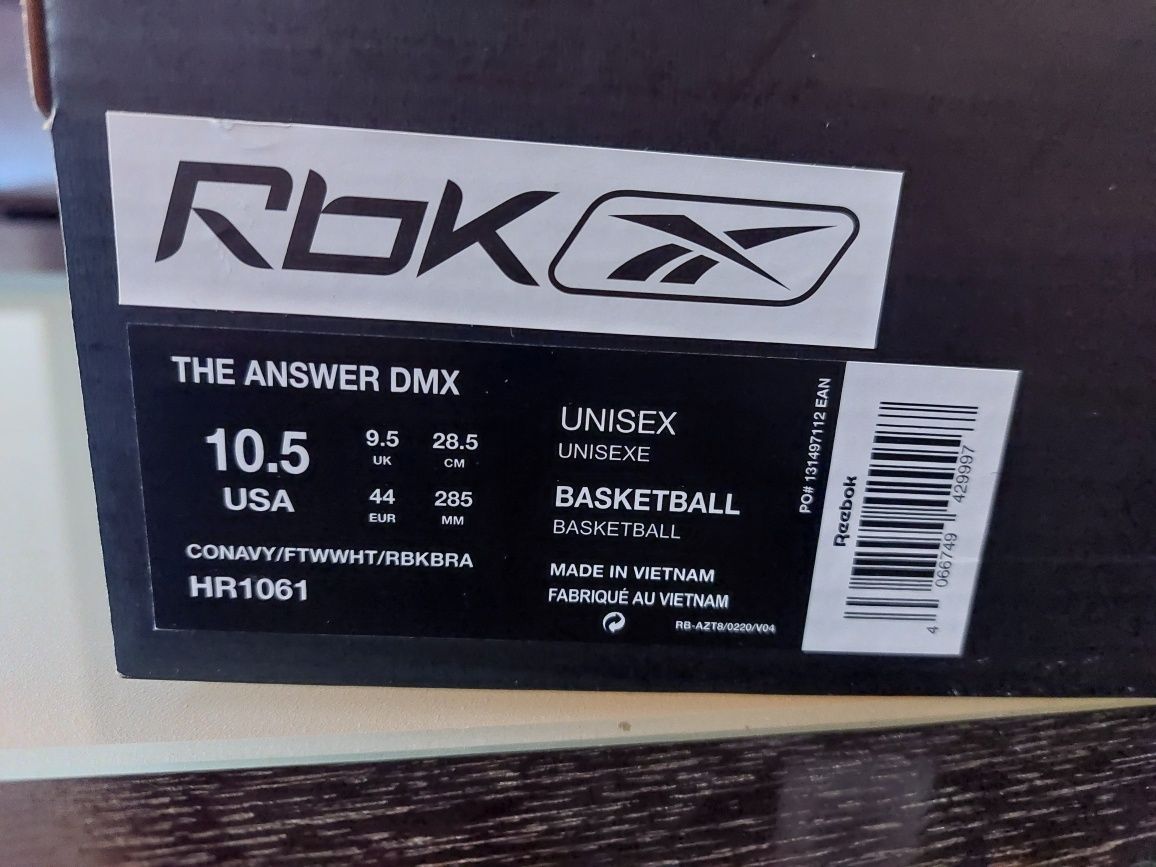 Rbk
THE ANSWER DMX
10.5
USA
9.5
UK
28.5
CM
44
EUR
285
MM
CONAVY/FTWWHT/RBKBRA
HR1061
UNISEX
UNISEXE
BASKETBALL
BASKETBALL
MADE IN VIETNAM
FABRIQUÉ AU VIETNAM
RB-AZT8/0220/V04
PO# 131497112 EAN
Reebok
4 066749 429997